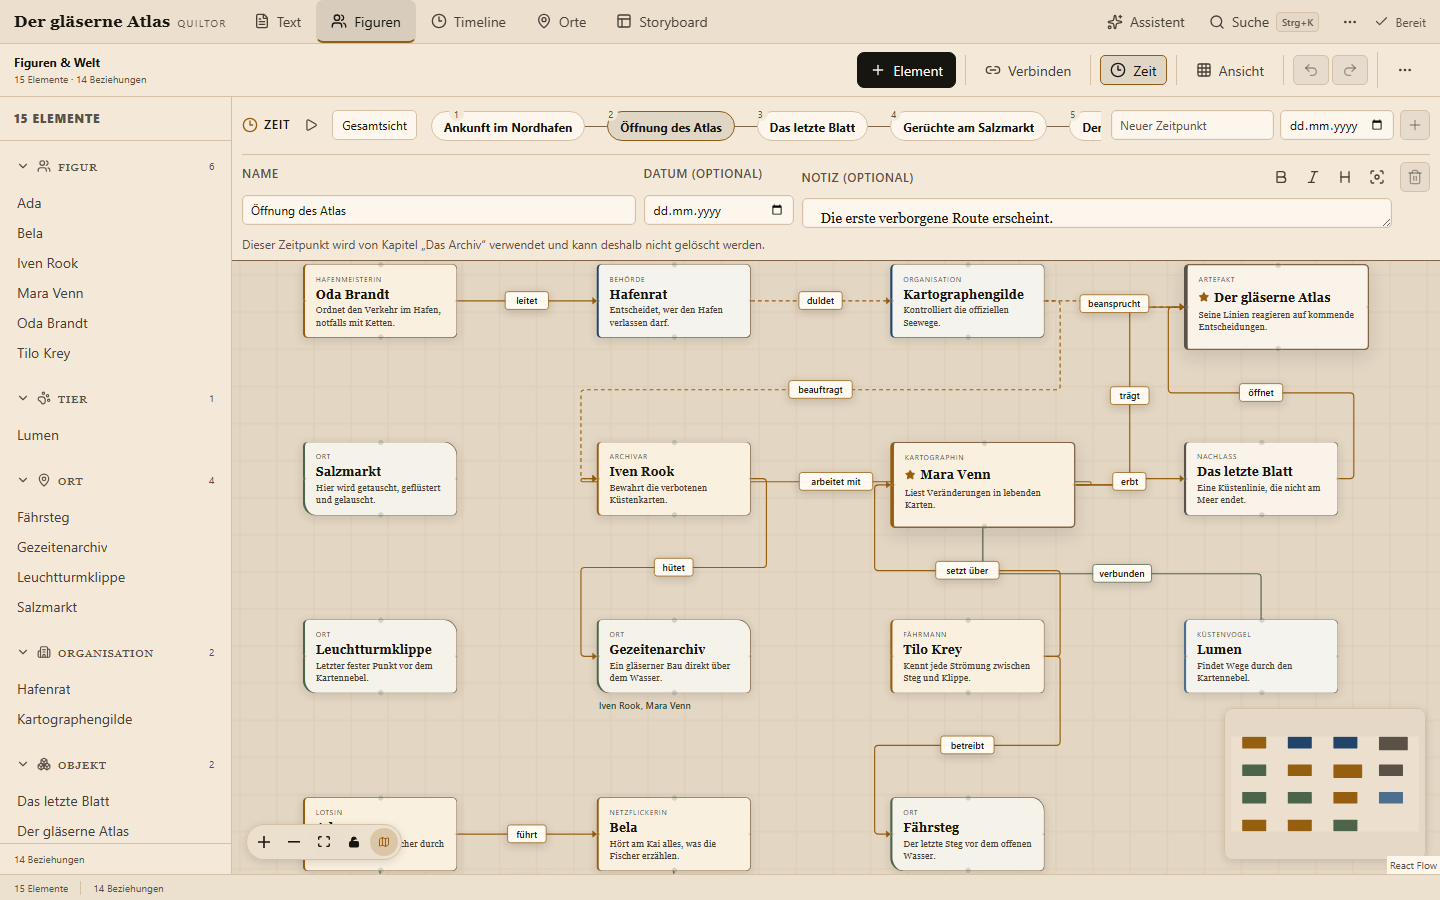 Der gläserne Atlas QUILTOR Text Figuren Timeline Orte Storyboard Assistent Suche Strg+K Bereit
Figuren & Welt
15 Elemente · 14 Beziehungen
Element Verbinden Zeit Ansicht
15 ELEMENTE
FIGUR 6
Ada
Bela
Iven Rook
Mara Venn
Oda Brandt
Tilo Krey
TIER 1
Lumen
ORT 4
Fährsteg
Gezeitenarchiv
Leuchtturmklippe
Salzmarkt
ORGANISATION 2
Hafenrat
Kartographengilde
OBJEKT 2
Das letzte Blatt
Der gläserne Atlas
14 Beziehungen
ZEIT Gesamtsicht 1 Ankunft im Nordhafen 2 Öffnung des Atlas 3 Das letzte Blatt 4 Gerüchte am Salzmarkt 5 Der Neuer Zeitpunkt dd.mm.yyyy
NAME DATUM (OPTIONAL) NOTIZ (OPTIONAL) B I H
Öffnung des Atlas dd.mm.yyyy Die erste verborgene Route erscheint.
Dieser Zeitpunkt wird von Kapitel „Das Archiv“ verwendet und kann deshalb nicht gelöscht werden.
HAFENMEISTERIN
Oda Brandt
Ordnet den Verkehr im Hafen,
notfalls mit Ketten.
leitet
BEHÖRDE
Hafenrat
Entscheidet, wer den Hafen
verlassen darf.
duldet
ORGANISATION
Kartographengilde
Kontrolliert die offiziellen
Seewege.
beansprucht
ARTEFAKT
Der gläserne Atlas
Seine Linien reagieren auf kommende
Entscheidungen.
beauftragt
trägt
öffnet
ORT
Salzmarkt
Hier wird getauscht, geflüstert
und gelauscht.
ARCHIVAR
Iven Rook
Bewahrt die verbotenen
Küstenkarten.
arbeitet mit
KARTOGRAPHIN
Mara Venn
Liest Veränderungen in lebenden
Karten.
erbt
NACHLASS
Das letzte Blatt
Eine Küstenlinie, die nicht am
Meer endet.
hütet
setzt über
verbunden
ORT
Leuchtturmklippe
Letzter fester Punkt vor dem
Kartennebel.
ORT
Gezeitenarchiv
Ein gläserner Bau direkt über
dem Wasser.
Iven Rook, Mara Venn
FÄHRMANN
Tilo Krey
Kennt jede Strömung zwischen
Steg und Klippe.
KÜSTENVOGEL
Lumen
Findet Wege durch den
Kartennebel.
betreibt
LOTSIN
cher durch
führt
NETZFLICKERIN
Bela
Hört am Kai alles, was die
Fischer erzählen.
ORT
Fährsteg
Der letzte Steg vor dem offenen
Wasser.
React Flow
15 Elemente 14 Beziehungen